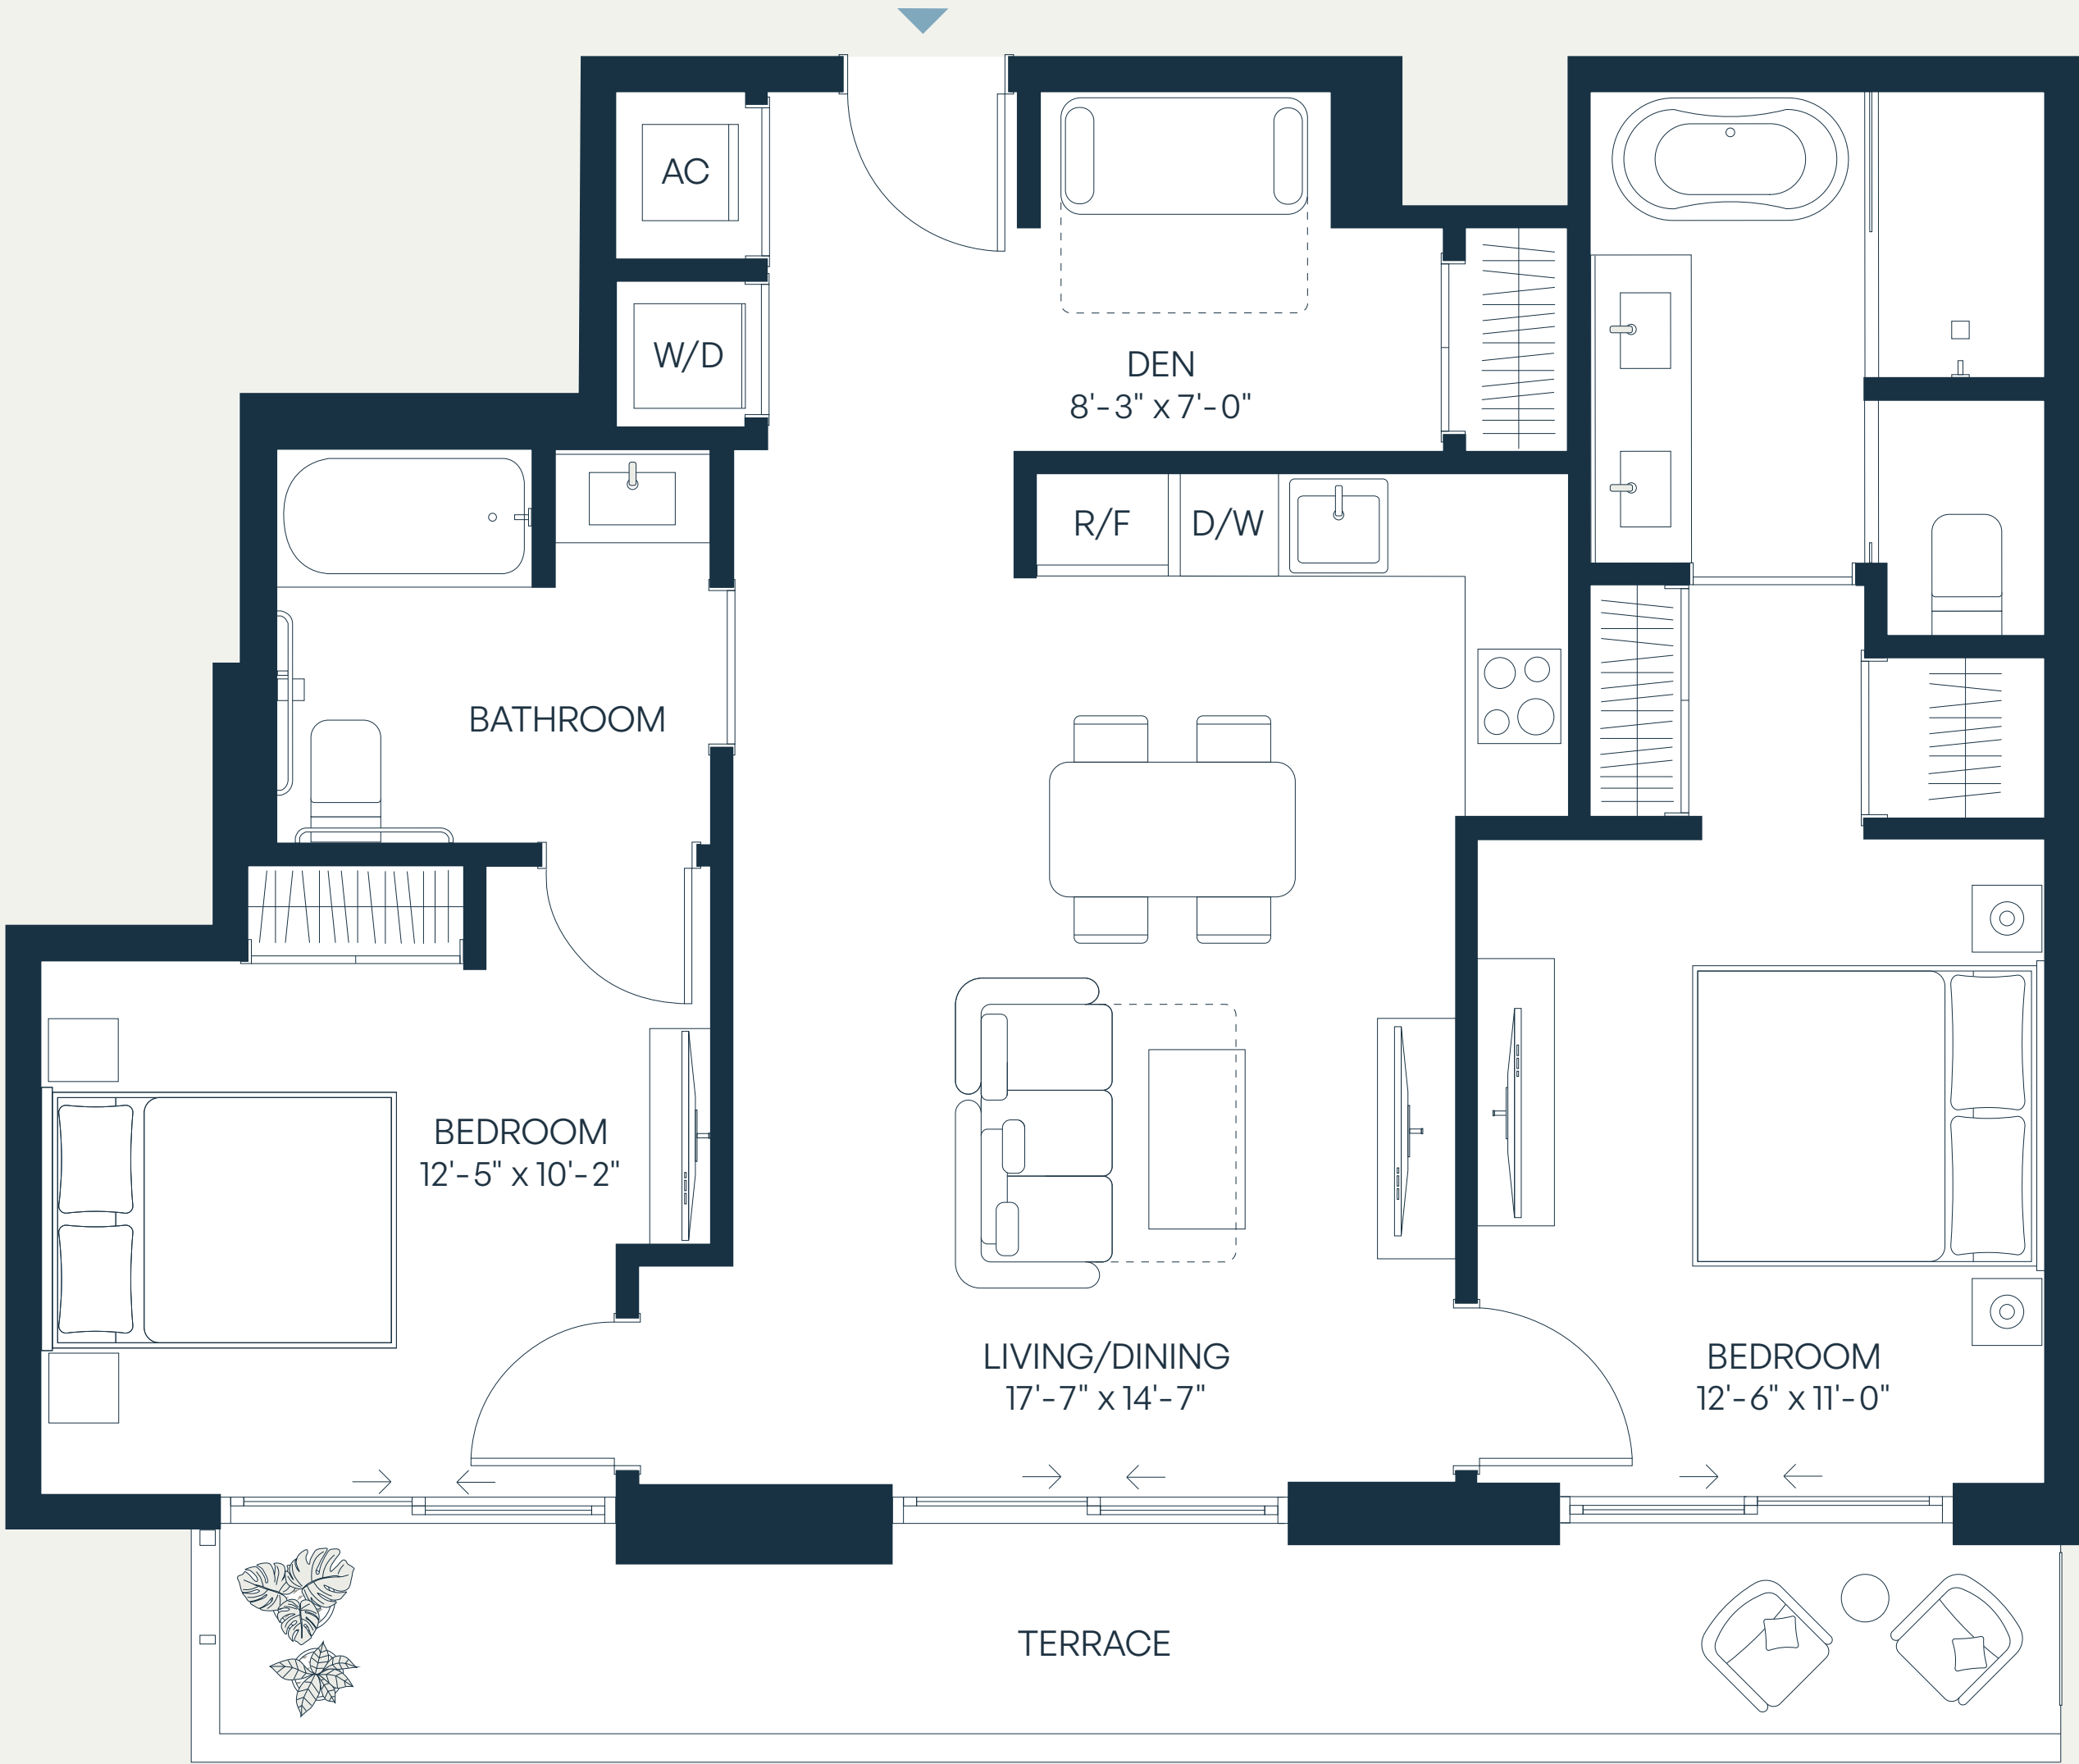 AC
W/D
DEN
8'-3" x 7'-0"
R/F
D/W
BATHROOM
BEDROOM
12'-5" x 10'-2"
LIVING/DINING
17'-7" x 14'-7"
BEDROOM
12'-6" x 11'-0"
TERRACE